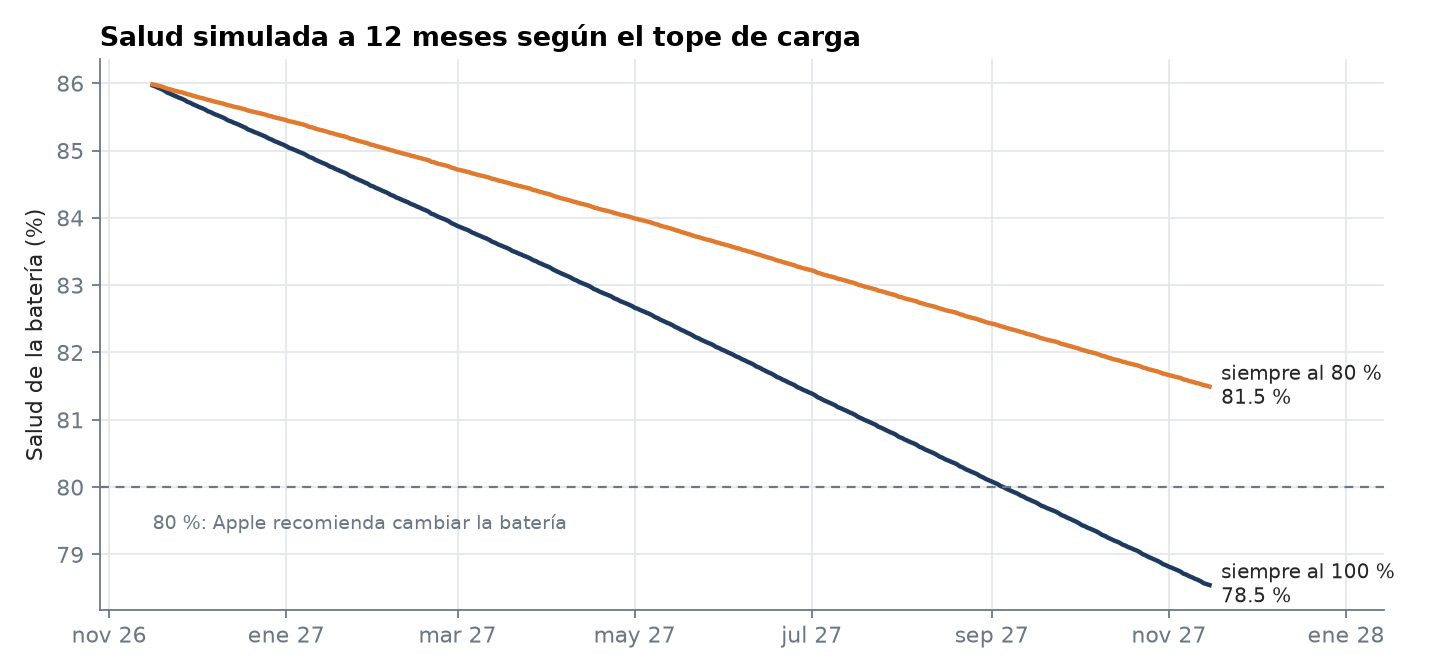 Salud simulada a 12 meses según el tope de carga
Salud de la batería (%)
86
85
84
83
82
81
80
79
siempre al 80 %
81.5 %
80 %: Apple recomienda cambiar la batería
siempre al 100 %
78.5 %
nov 26
ene 27
mar 27
may 27
jul 27
sep 27
nov 27
ene 28